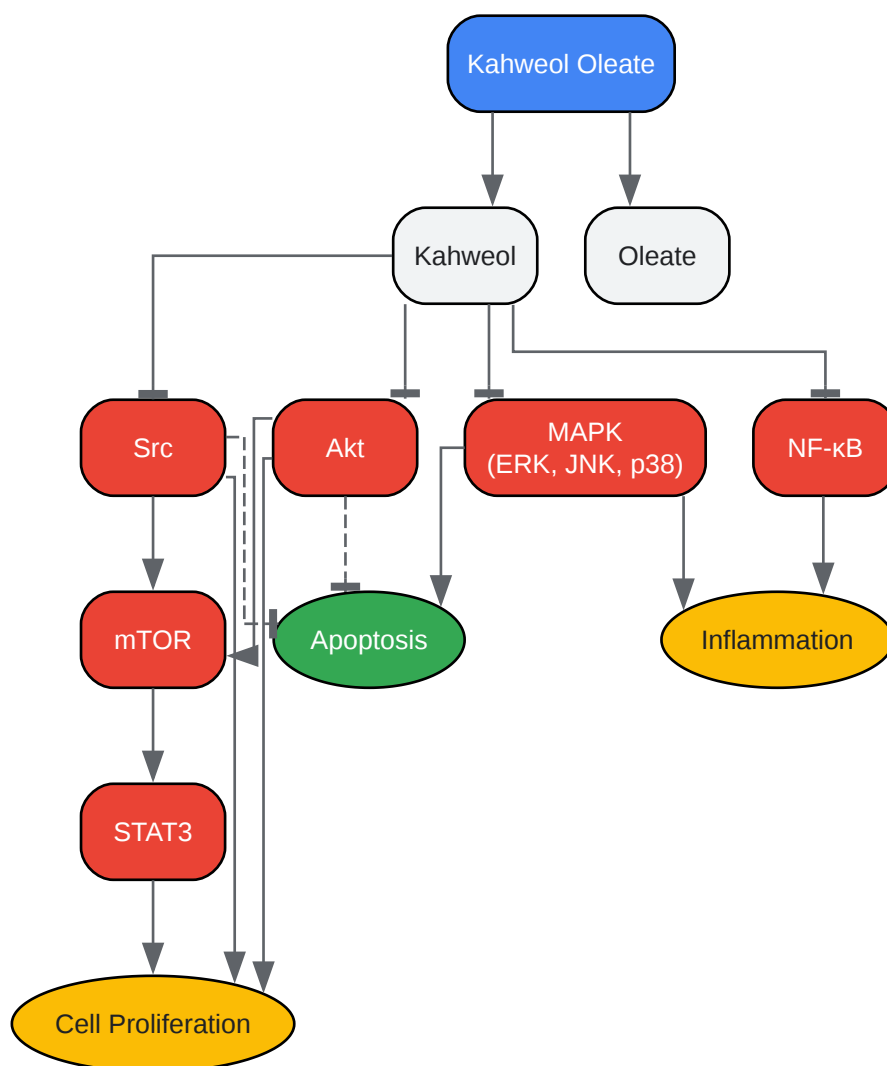 Kahweol Oleate
Kahweol
Oleate
Src
Akt
MAPK
(ERK, JNK, p38)
NF-κB
mTOR
Apoptosis
Inflammation
STAT3
Cell Proliferation